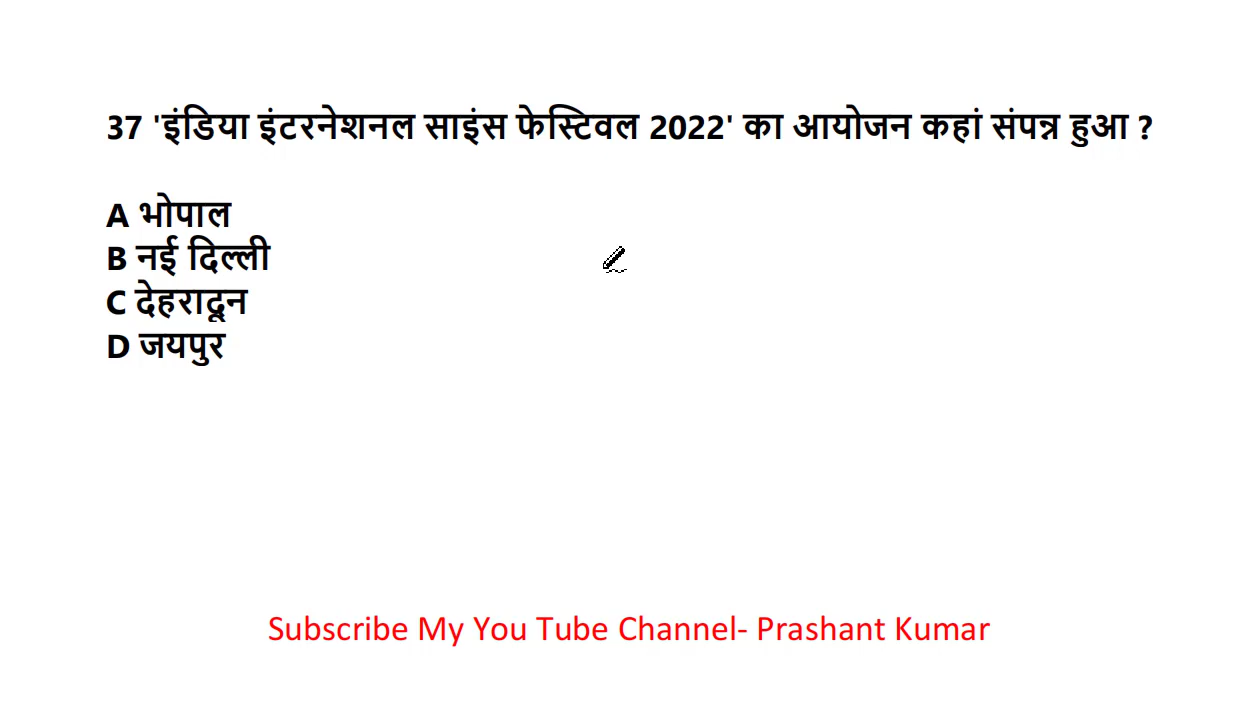 37 'इंडिया इंटरनेशनल साइंस फेस्टिवल 2022' का आयोजन कहां संपन्न हुआ ?
A भोपाल
B नई दिल्ली
C देहरादून
D जयपुर
Subscribe My You Tube Channel- Prashant Kumar